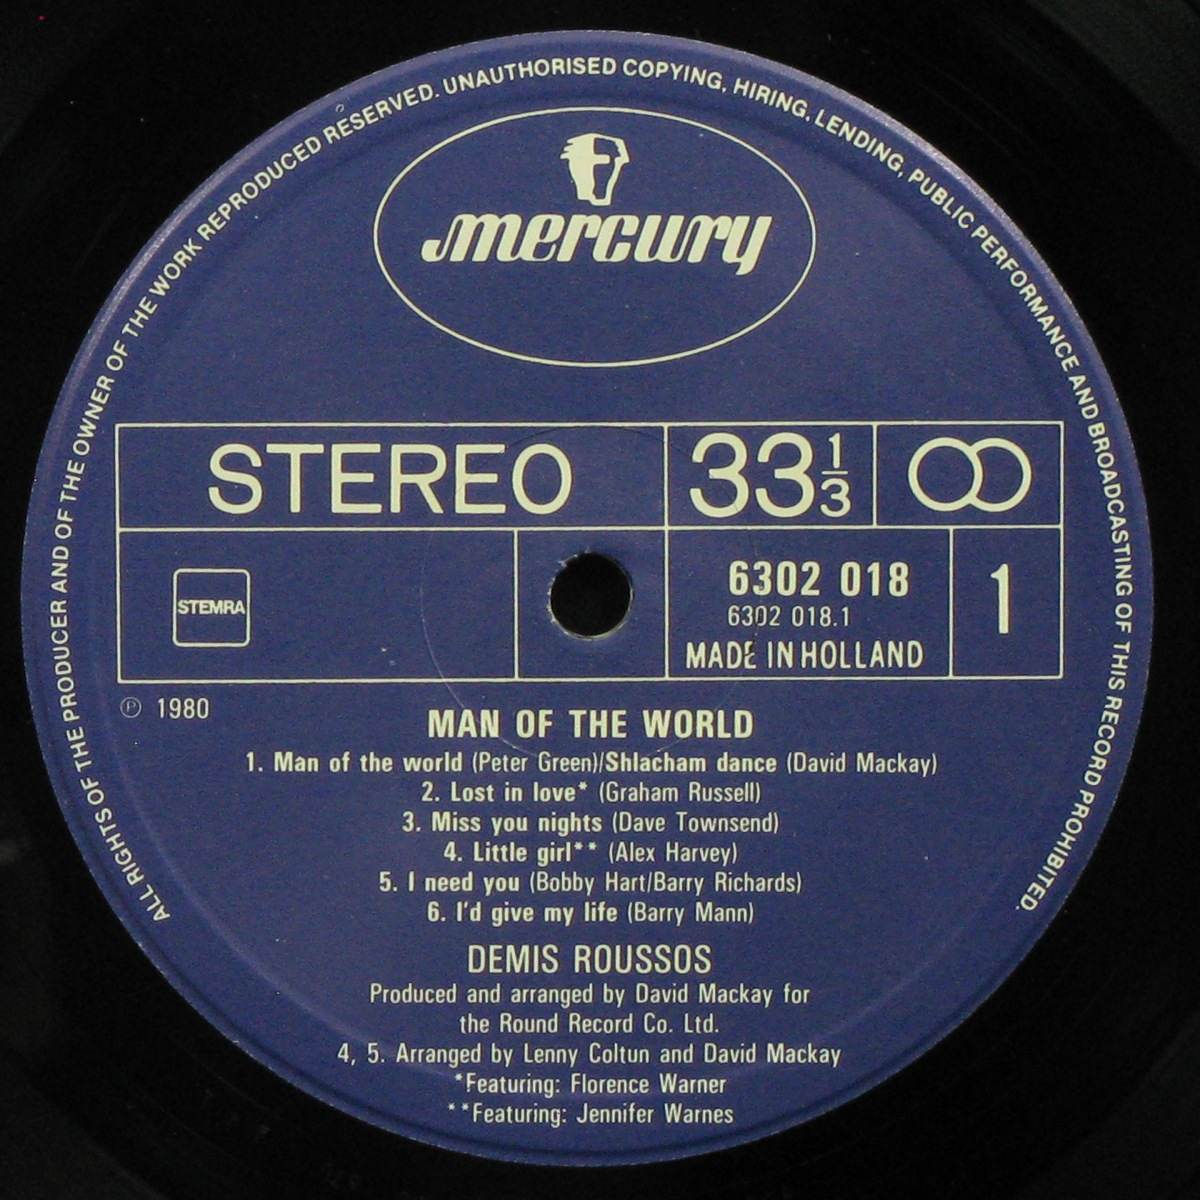 ALL RIGHTS OF THE PRODUCER AND OF THE OWNER OF THE WORK REPRODUCED RESERVED. UNAUTHORISED COPYING, HIRING, LENDING, PUBLIC PERFORMANCE AND BROADCASTING OF THIS RECORD PROHIBITED.
mercury
STEREO
33 1/3
STEMRA
6302 018
6302 018.1
MADE IN HOLLAND
1
℗ 1980
MAN OF THE WORLD
1. Man of the world (Peter Green)/Shlacham dance (David Mackay)
2. Lost in love* (Graham Russell)
3. Miss you nights (Dave Townsend)
4. Little girl** (Alex Harvey)
5. I need you (Bobby Hart/Barry Richards)
6. I'd give my life (Barry Mann)
DEMIS ROUSSOS
Produced and arranged by David Mackay for
the Round Record Co. Ltd.
4, 5. Arranged by Lenny Coltun and David Mackay
*Featuring: Florence Warner
**Featuring: Jennifer Warnes